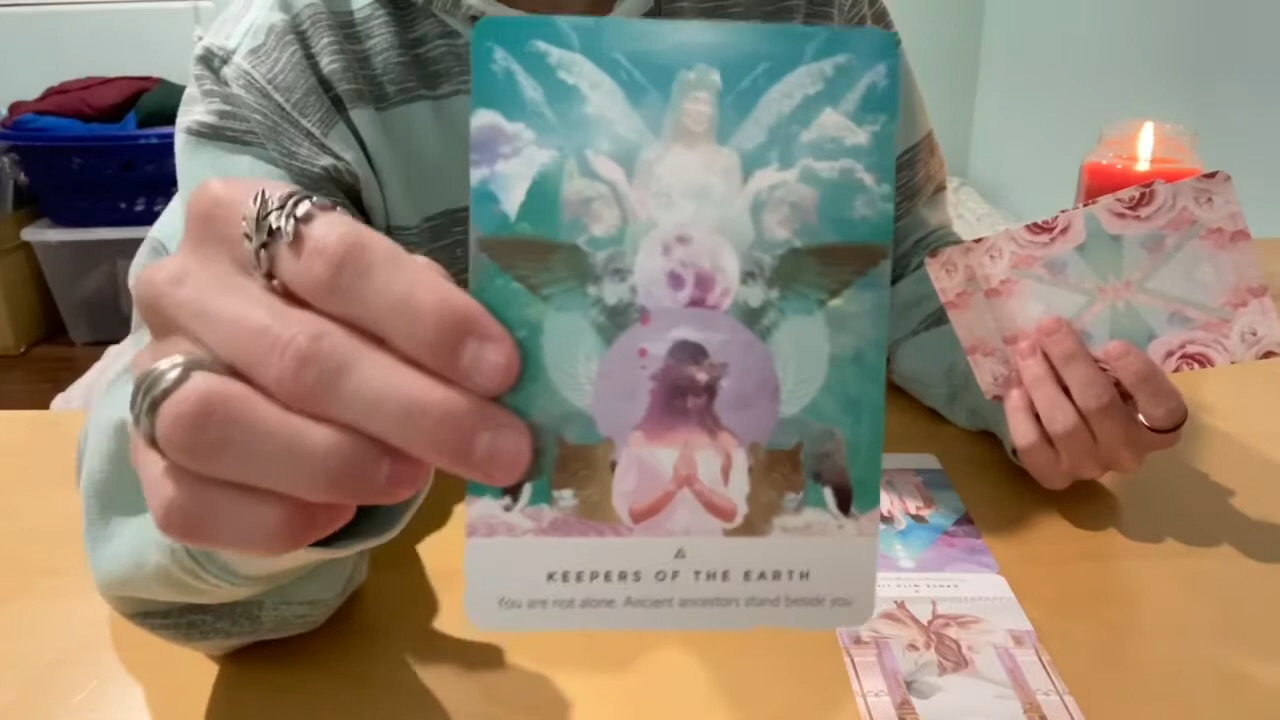 KEEPERS OF THE EARTH
You are not alone. Ancient ancestors stand beside you